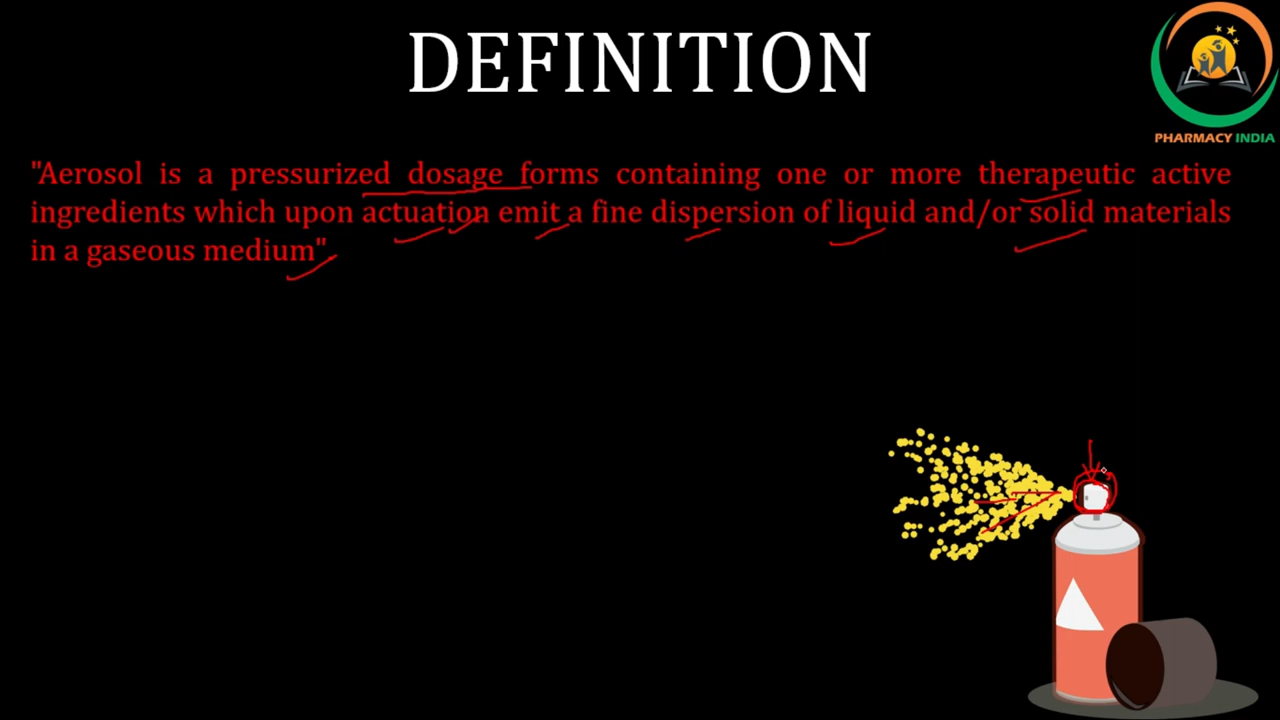 DEFINITION
PHARMACY INDIA
"Aerosol is a pressurized dosage forms containing one or more therapeutic active
ingredients which upon actuation emit a fine dispersion of liquid and/or solid materials
in a gaseous medium".